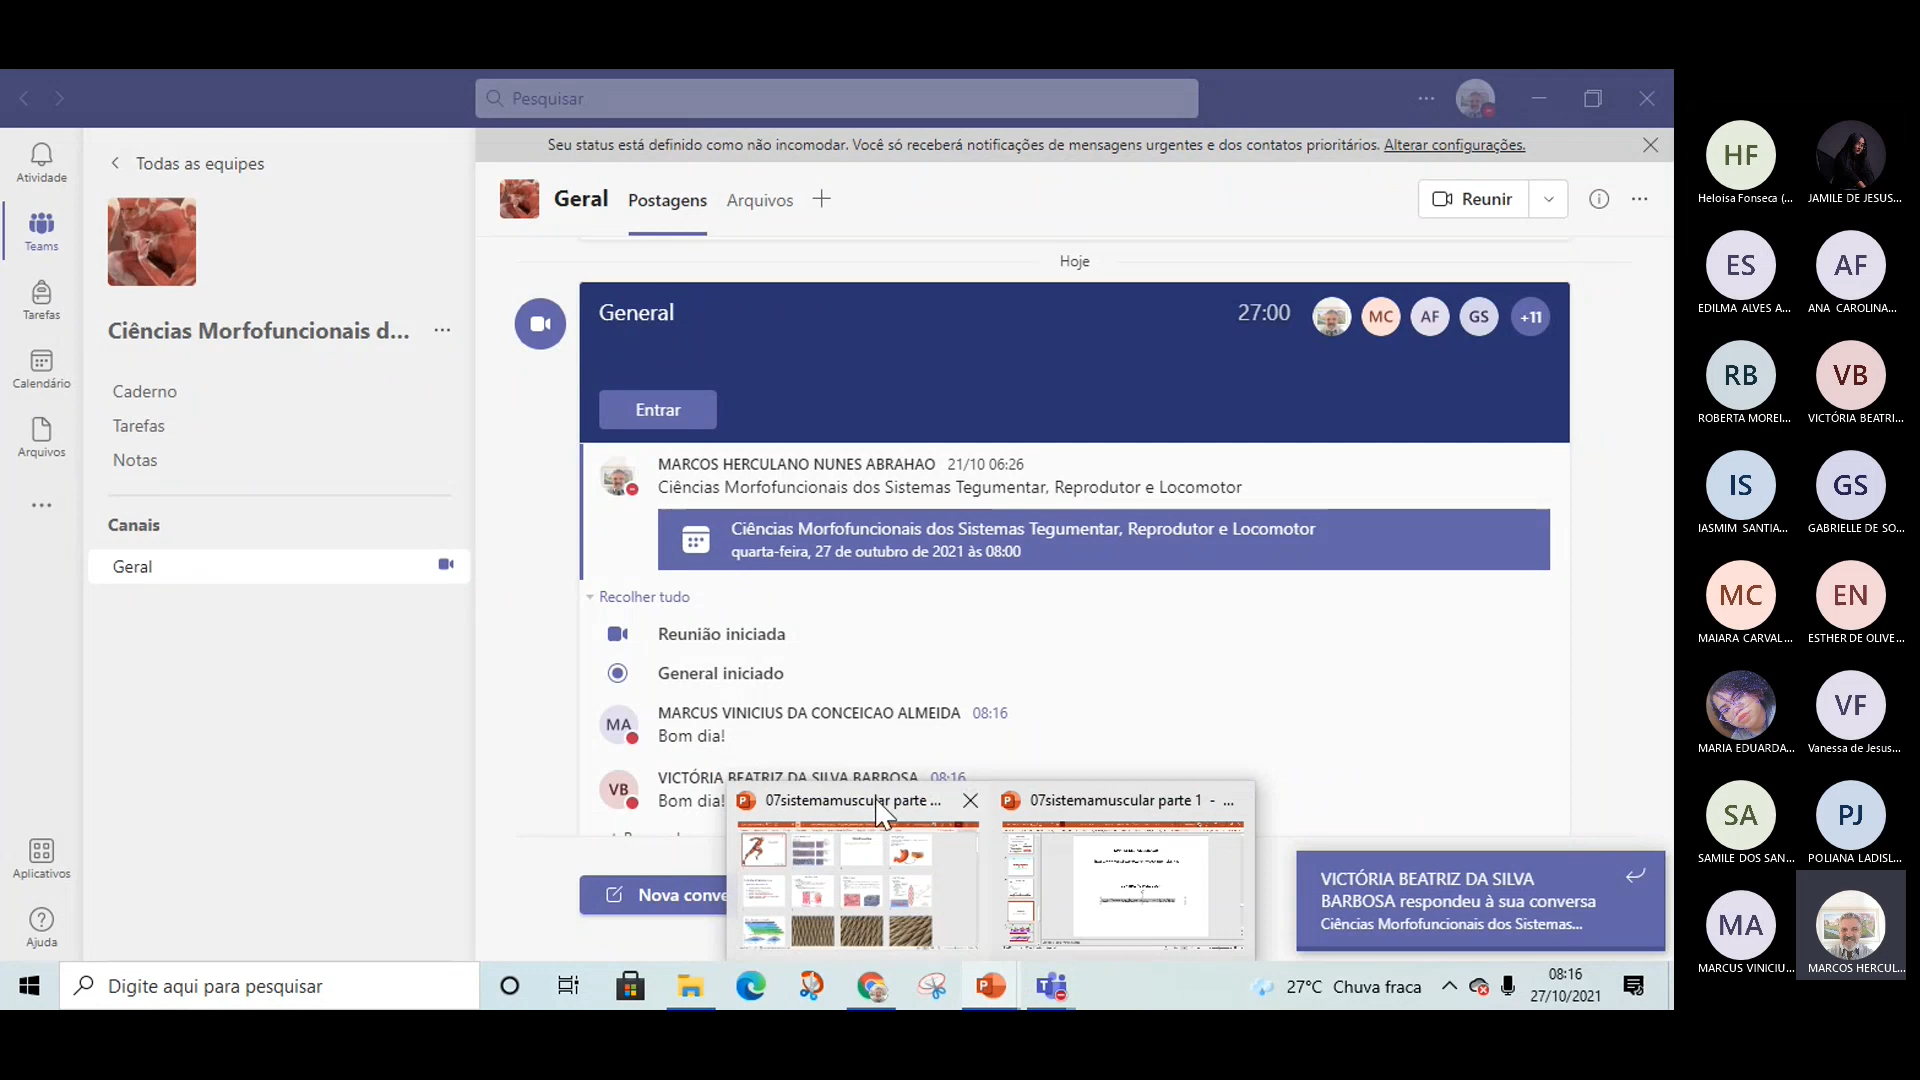 Pesquisar
Seu status está definido como não incomodar. Você só receberá notificações de mensagens urgentes e dos contatos prioritários. Alterar configurações.
Atividade
Teams
Tarefas
Calendário
Arquivos
Aplicativos
Ajuda
Todas as equipes
Ciências Morfofuncionais d...
Caderno
Tarefas
Notas
Canais
Geral
Geral
Postagens
Arquivos
Reunir
Hoje
General
27:00
MC
AF
GS
+11
Entrar
MARCOS HERCULANO NUNES ABRAHAO 21/10 06:26
Ciências Morfofuncionais dos Sistemas Tegumentar, Reprodutor e Locomotor
Ciências Morfofuncionais dos Sistemas Tegumentar, Reprodutor e Locomotor
quarta-feira, 27 de outubro de 2021 às 08:00
Recolher tudo
Reunião iniciada
General iniciado
MA
MARCUS VINICIUS DA CONCEICAO ALMEIDA 08:16
Bom dia!
VB
VICTÓRIA BEATRIZ DA SILVA BARBOSA 08:16
Bom dia!
Nova conve
07sistemamuscular parte ...
07sistemamuscular parte 1 - ...
VICTÓRIA BEATRIZ DA SILVA
BARBOSA respondeu à sua conversa
Ciências Morfofuncionais dos Sistemas...
Digite aqui para pesquisar
27°C Chuva fraca
08:16
27/10/2021
HF
Heloisa Fonseca (...
JAMILE DE JESUS...
ES
EDILMA ALVES A...
AF
ANA CAROLINA...
RB
ROBERTA MOREI...
VB
VICTÓRIA BEATRI...
IS
IASMIM SANTIA...
GS
GABRIELLE DE SO...
MC
MAIARA CARVAL...
EN
ESTHER DE OLIVE...
MARIA EDUARDA...
VF
Vanessa de Jesus...
SA
SAMILE DOS SAN...
PJ
POLIANA LADISL...
MA
MARCUS VINICIU...
MARCOS HERCUL...